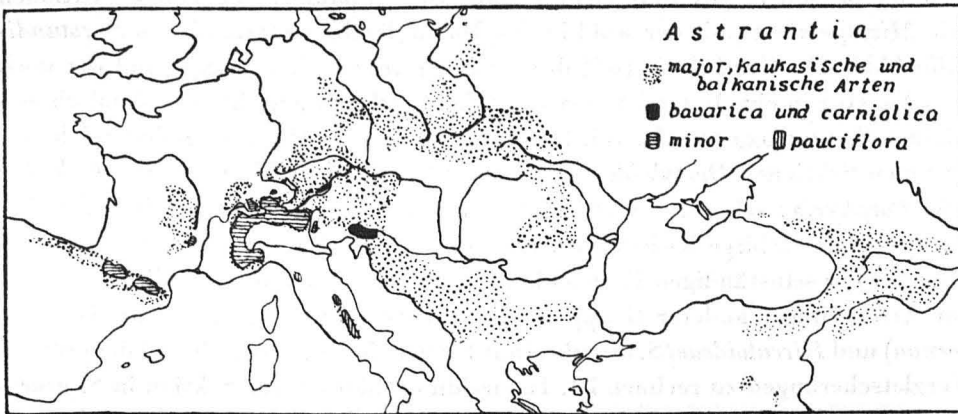 Astrantia
major, kaukasische und
balkanische Arten
bavarica und carniolica
minor pauciflora